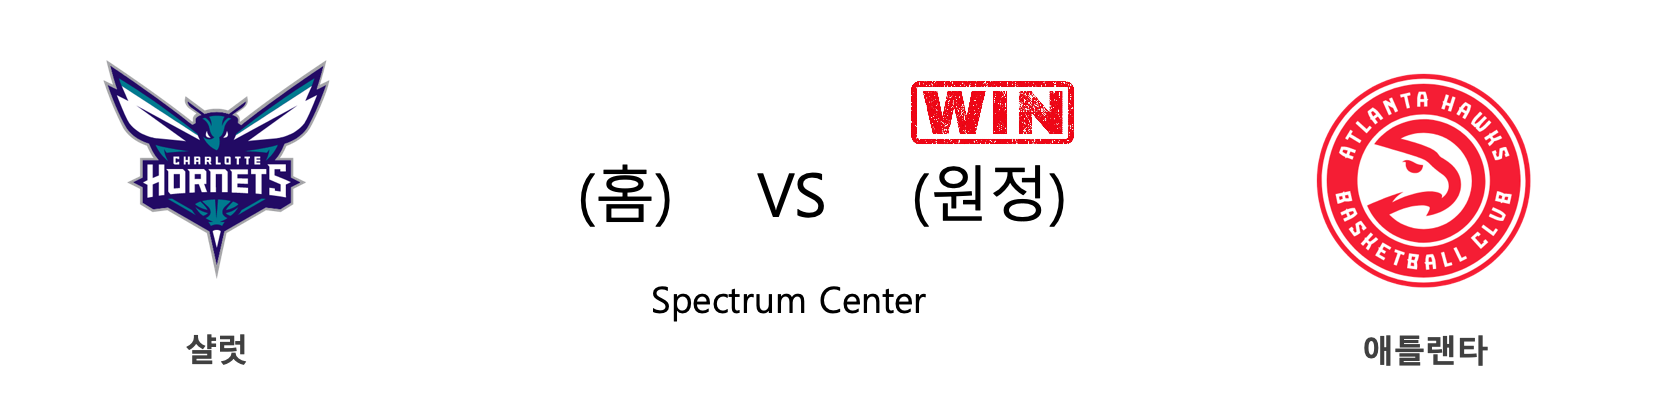 CHARLOTTE
HORNETS
WIN
(홈) VS (원정)
Spectrum Center
ATLANTA HAWKS
BASKETBALL CLUB
샬럿
애틀랜타